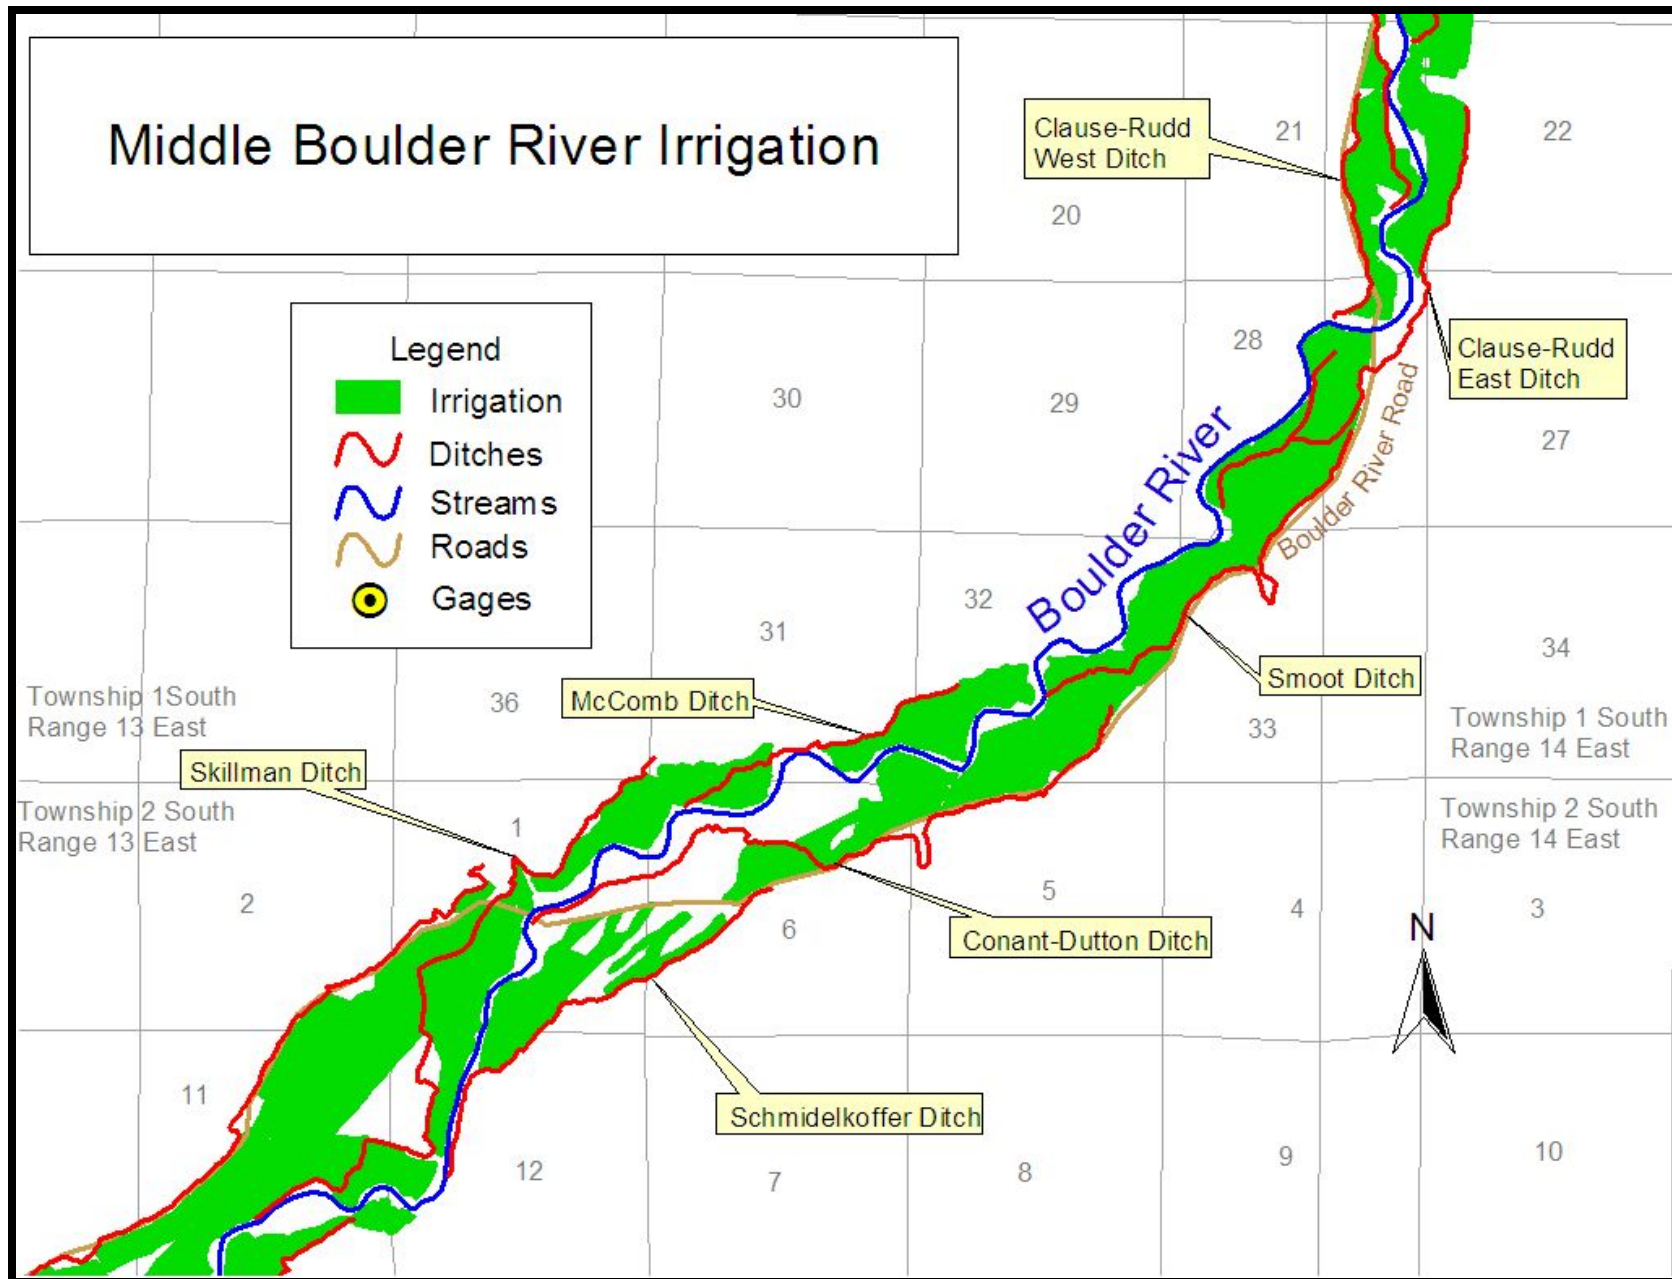 Middle Boulder River Irrigation
Clause-Rudd
West Ditch
21
22
20
Legend
Irrigation
Ditches
Streams
Roads
Gages
28
Clause-Rudd
East Ditch
30
29
27
Boulder River
Boulder River Road
32
31
34
36
McComb Ditch
Smoot Ditch
33
Township 1South
Range 13 East
Township 1 South
Range 14 East
Skillman Ditch
Township 2 South
Range 13 East
Township 2 South
Range 14 East
1
2
5
4
3
6
Conant-Dutton Ditch
N
11
Schmidelkoffer Ditch
12
7
8
9
10